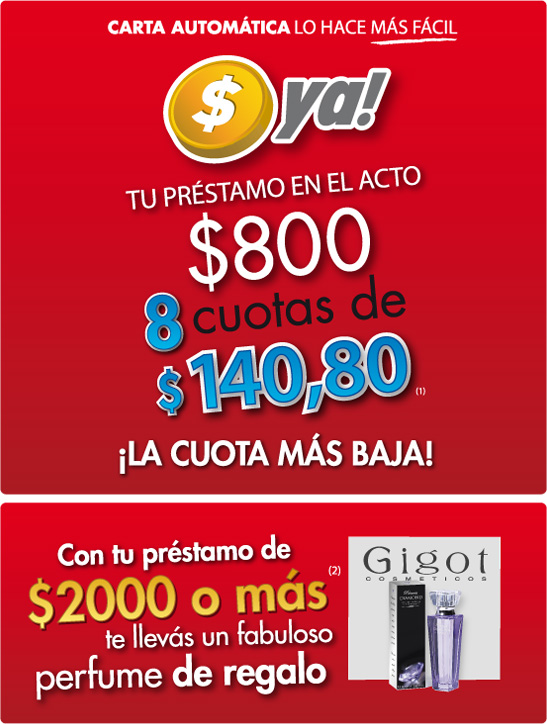 CARTA AUTOMÁTICA LO HACE MÁS FÁCIL
$ ya!
TU PRÉSTAMO EN EL ACTO
$800
8 cuotas de
$140,80 (1)
¡LA CUOTA MÁS BAJA!
Con tu préstamo de
$2000 o más (2)
te llevás un fabuloso
perfume de regalo
Gigot
COSMETICOS